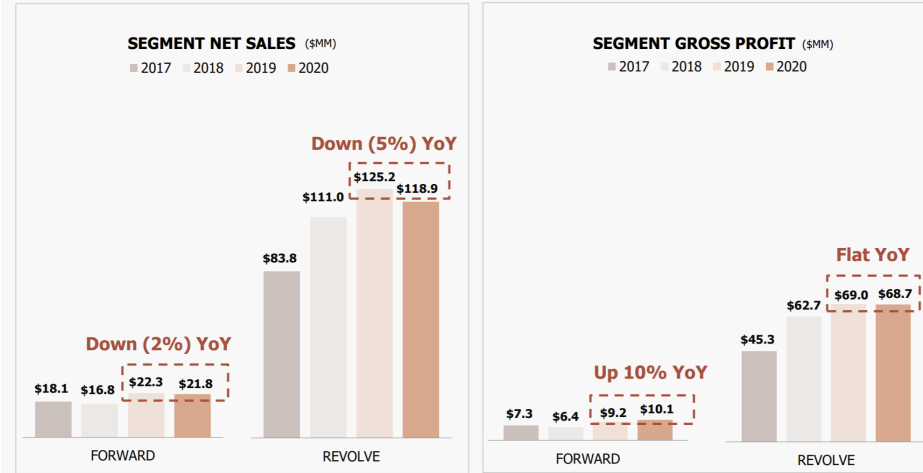 SEGMENT NET SALES ($MM)
2017 2018 2019 2020
Down (5%) YoY
$125.2
$118.9
$111.0
$83.8
Down (2%) YoY
$18.1 $16.8 $22.3 $21.8
FORWARD REVOLVE
SEGMENT GROSS PROFIT ($MM)
2017 2018 2019 2020
Flat YoY
$69.0 $68.7
$62.7
$45.3
Up 10% YoY
$7.3 $6.4 $9.2 $10.1
FORWARD REVOLVE